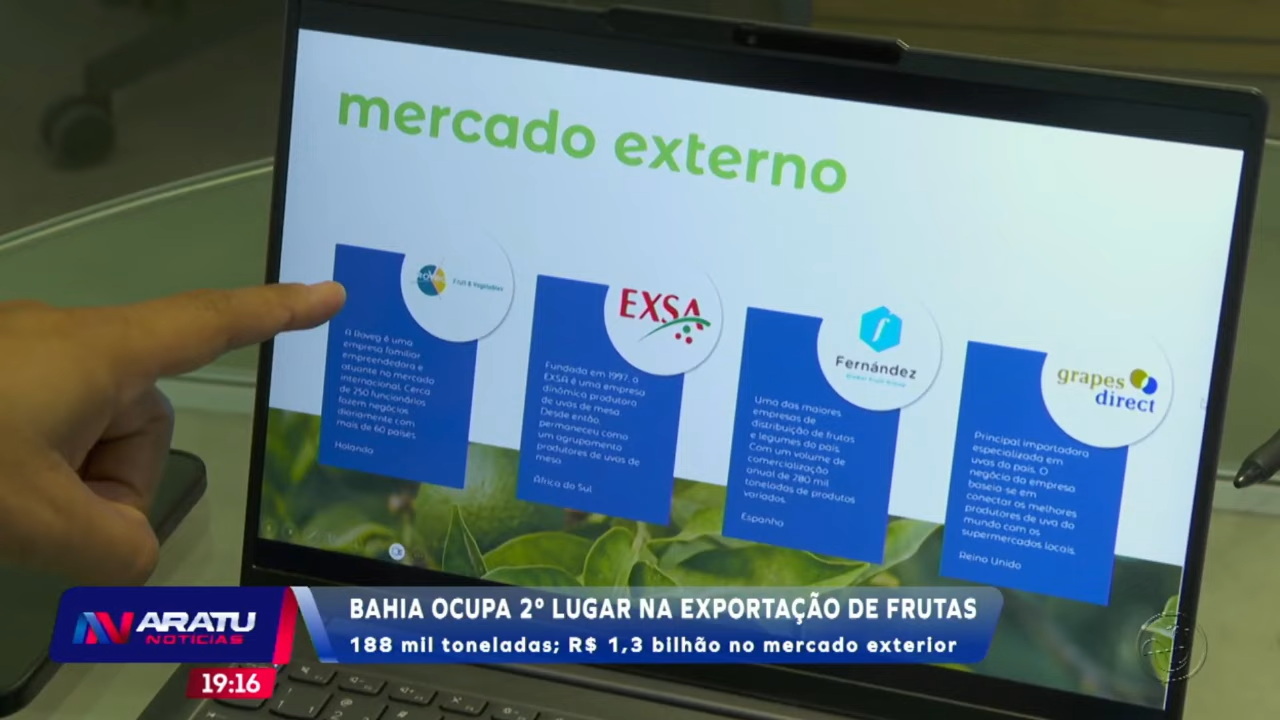 mercado externo
Fruit & Vegetables
A Roveg é uma
empresa familiar
empreendedora e
atuante no mercado
internacional. Cerca
de 250 funcionários
fazem negócios
diariamente com
mais de 60 países.
Holanda
EXSA
Fundada em 1997, a
EXSA é uma empresa
dinâmica produtora
de uvas de mesa.
Desde então,
permaneceu como
um agrupamento
produtores de uvas de
mesa.
África do Sul
Fernández
Uma das maiores
empresas de
distribuição de frutas
e legumes do país.
Com um volume de
comercialização
anual de 280 mil
toneladas de produtos
variados.
Espanha
grapes
direct
Principal importadora
especializada em
uvas do país. O
negócio da empresa
baseia-se em
conectar os melhores
produtores de uva do
mundo com os
supermercados locais.
Reino Unido
ARATU
NOTÍCIAS
BAHIA OCUPA 2º LUGAR NA EXPORTAÇÃO DE FRUTAS
188 mil toneladas; R$ 1,3 bilhão no mercado exterior
19:16